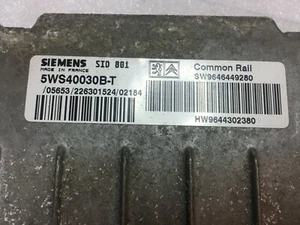 SIEMENS SID 801
MADE IN FRANCE
5WS40030B-T
/05653/226301524/02184
Common Rail
SW9646449280
HW9644302380